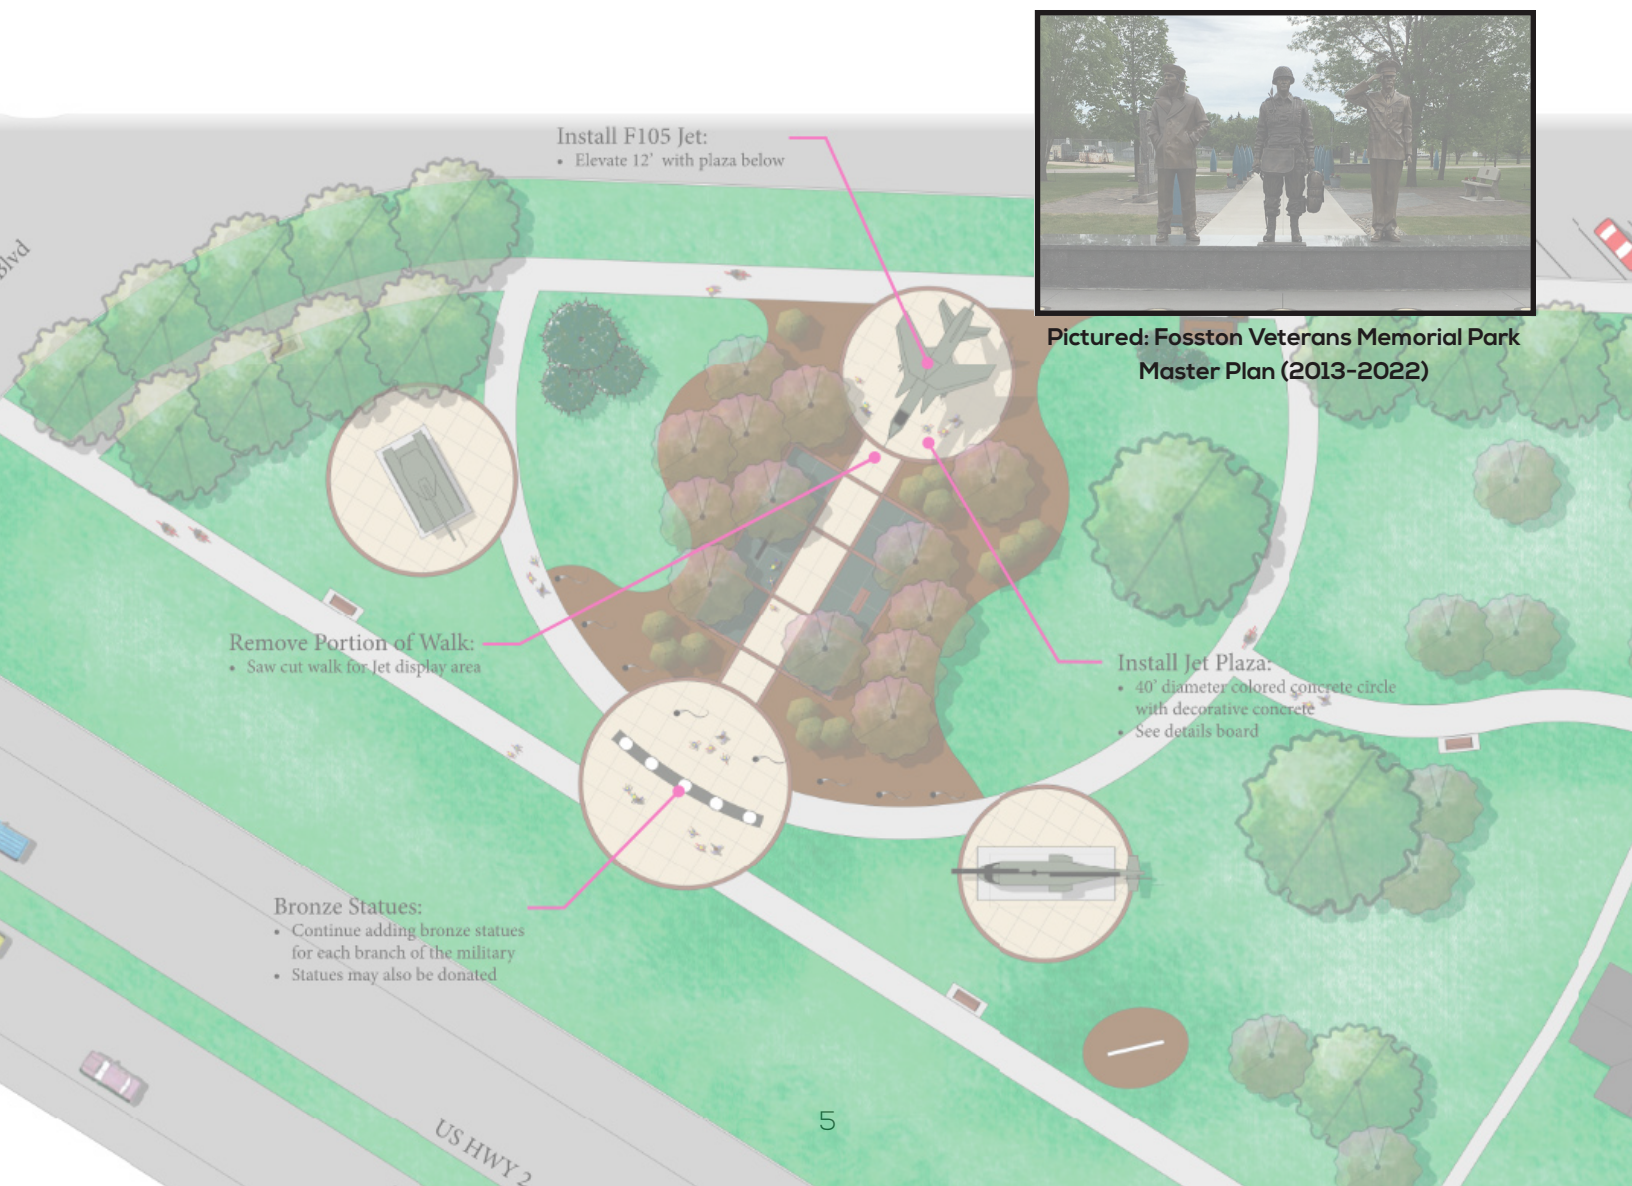 Install F105 Jet:
• Elevate 12' with plaza below
Pictured: Fosston Veterans Memorial Park
Master Plan (2013-2022)
Blvd
Remove Portion of Walk:
• Saw cut walk for Jet display area
Install Jet Plaza:
• 40' diameter colored concrete circle
with decorative concrete
• See details board
Bronze Statues:
• Continue adding bronze statues
for each branch of the military
• Statues may also be donated
US HWY 2
5